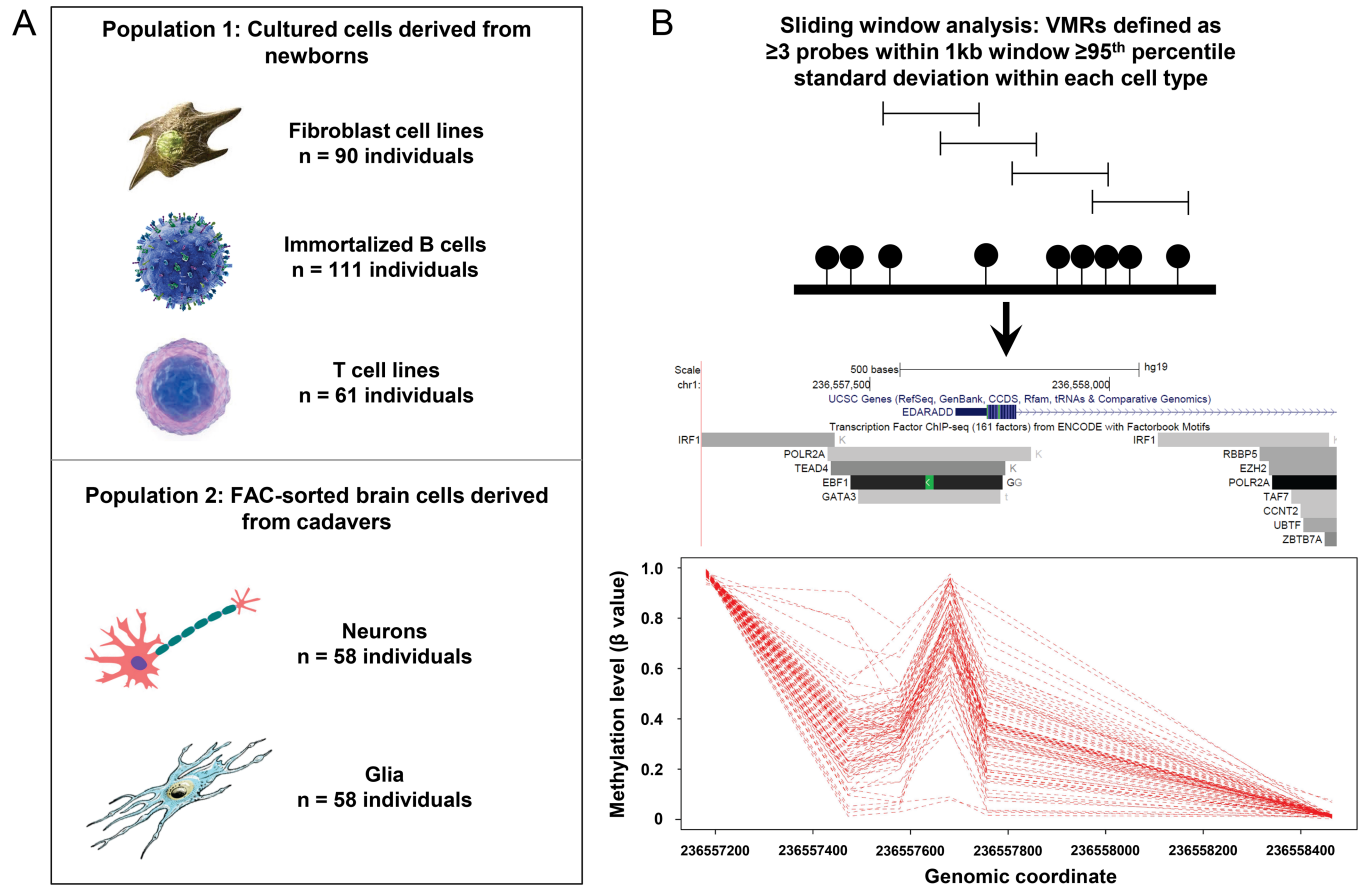 A
Population 1: Cultured cells derived from
newborns
Fibroblast cell lines
n = 90 individuals
Immortalized B cells
n = 111 individuals
T cell lines
n = 61 individuals
Population 2: FAC-sorted brain cells derived
from cadavers
Neurons
n = 58 individuals
Glia
n = 58 individuals
B
Sliding window analysis: VMRs defined as
≥3 probes within 1kb window ≥95th percentile
standard deviation within each cell type
Scale 500 bases hg19
chr1: 236,557,500 236,558,000
UCSC Genes (RefSeq, GenBank, CCDS, Rfam, tRNAs & Comparative Genomics)
EDARADD
Transcription Factor ChIP-seq (161 factors) from ENCODE with Factorbook Motifs
IRF1 K IRF1
POLR2A K RBBP5
TEAD4 K EZH2
EBF1 K GG POLR2A
GATA3 t TAF7
CCNT2
UBTF
ZBTB7A
Methylation level (β value)
1.0
0.8
0.6
0.4
0.2
0
236557200 236557400 236557600 236557800 236558000 236558200 236558400
Genomic coordinate